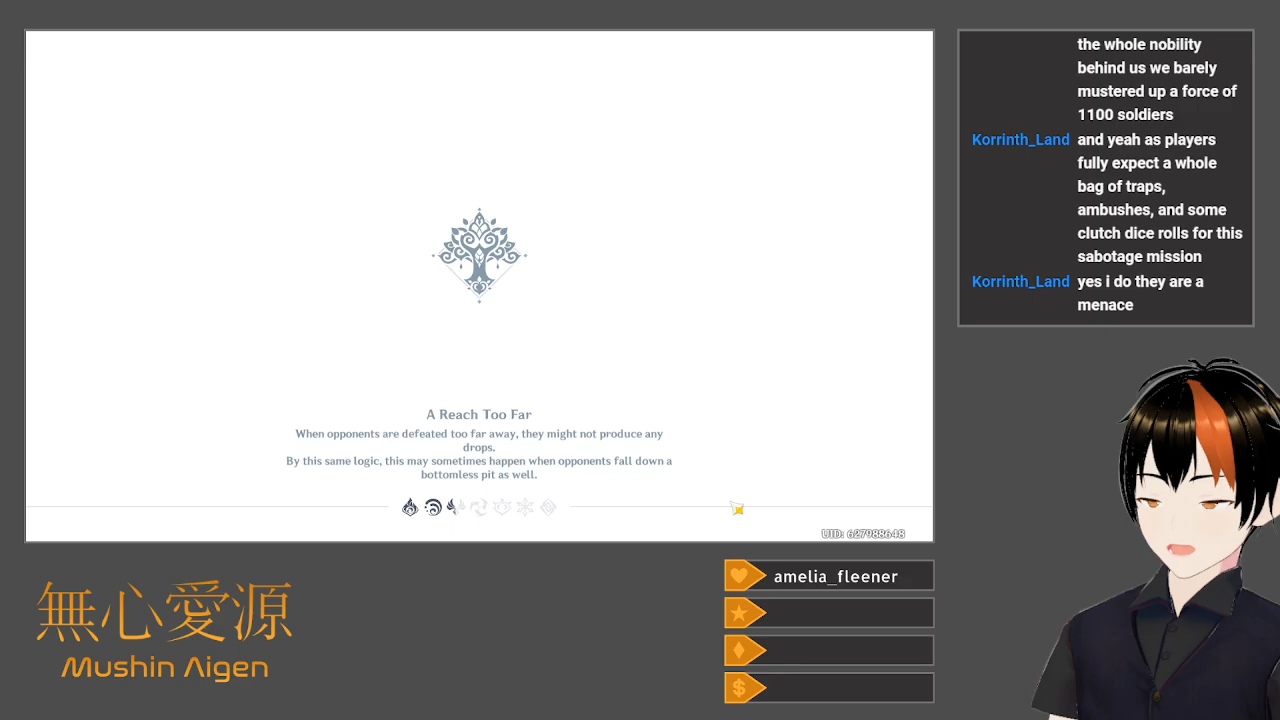 the whole nobility
behind us we barely
mustered up a force of
1100 soldiers
Korrinth_Land and yeah as players
fully expect a whole
bag of traps,
ambushes, and some
clutch dice rolls for this
sabotage mission
Korrinth_Land yes i do they are a
menace
A Reach Too Far
When opponents are defeated too far away, they might not produce any
drops.
By this same logic, this may sometimes happen when opponents fall down a
bottomless pit as well.
UID: 627988648
amelia_fleener
無心愛源
Mushin Aigen